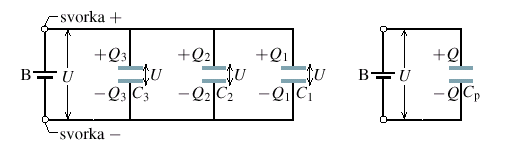 svorka +
+Q₃ +Q₂ +Q₁ +Q
B U U U U B U
−Q₃ C₃ −Q₂ C₂ −Q₁ C₁ −Q Cₚ
svorka −